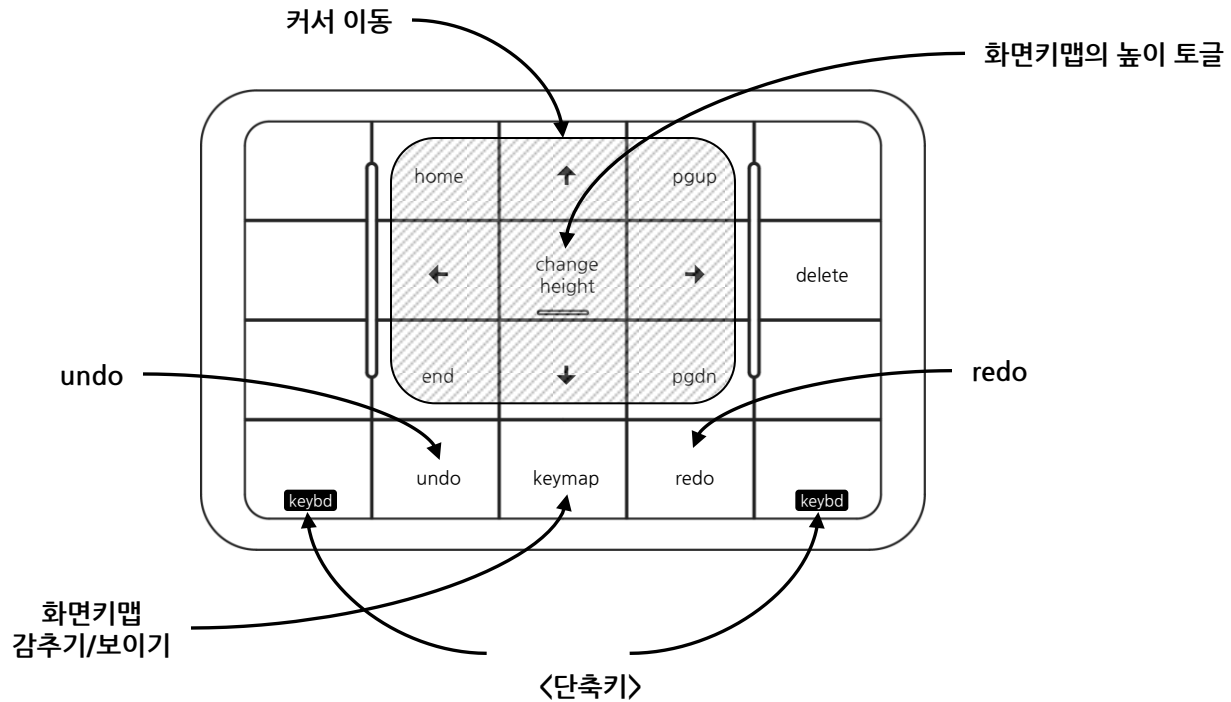 커서 이동
화면키맵의 높이 토글
home
pgup
change
height
delete
end
pgdn
undo
redo
undo
keymap
redo
keybd
keybd
화면키맵
감추기/보이기
<단축키>